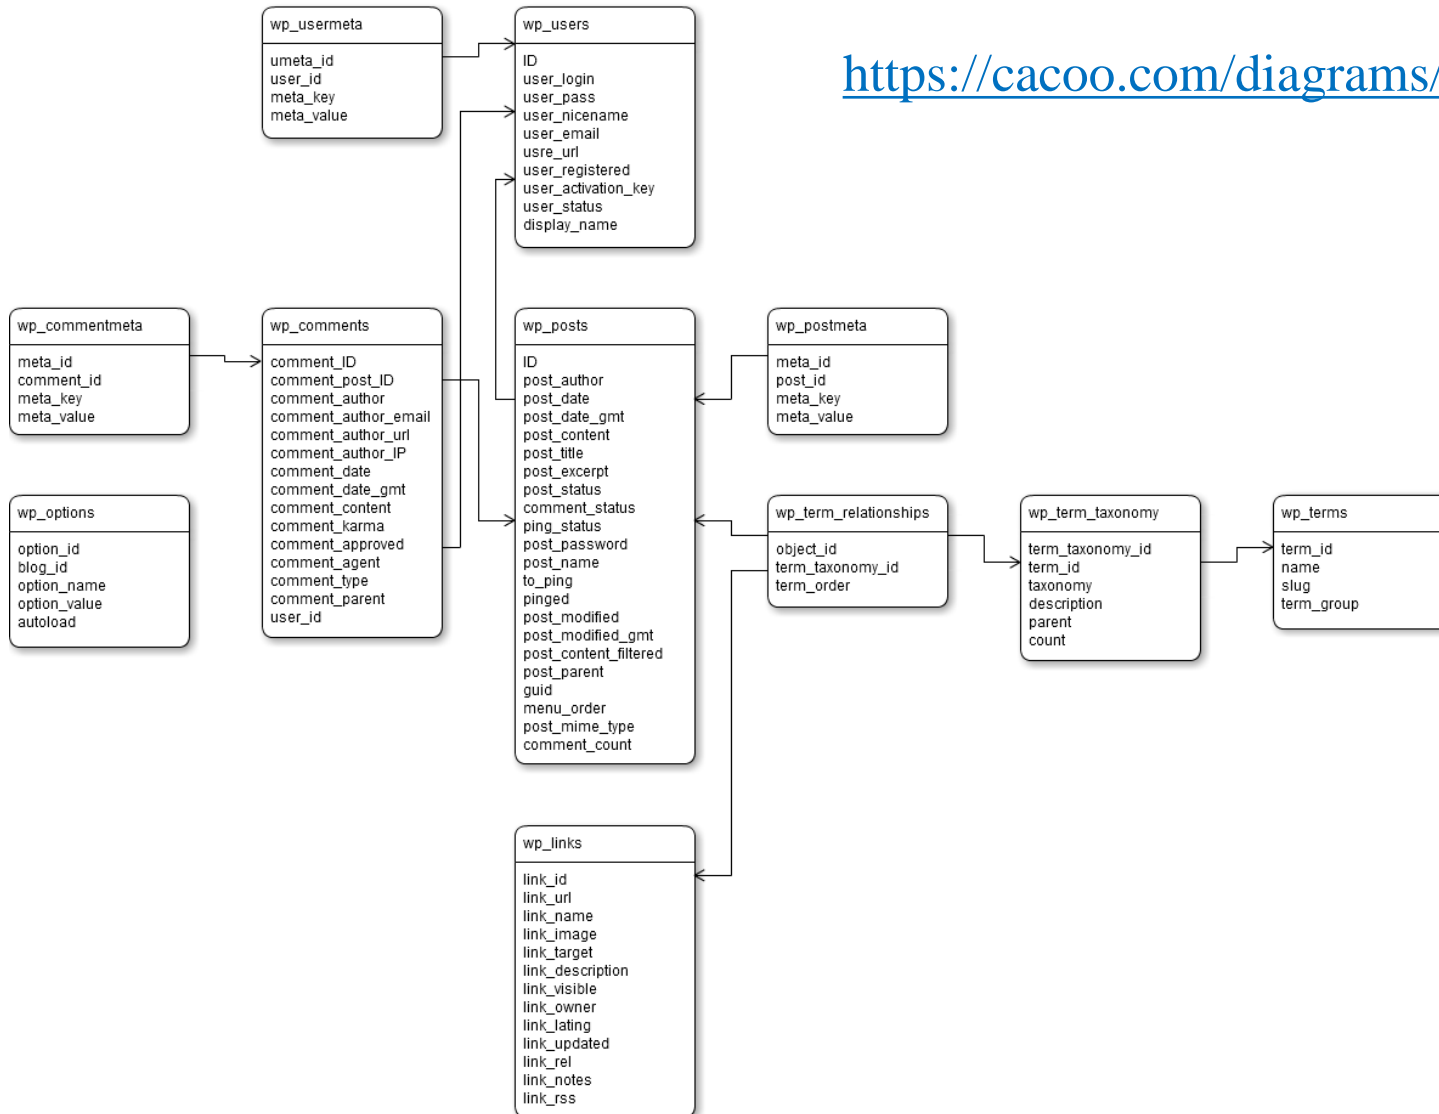 wp_usermeta
umeta_id
user_id
meta_key
meta_value
wp_users
ID
user_login
user_pass
user_nicename
user_email
usre_url
user_registered
user_activation_key
user_status
display_name
https://cacoo.com/diagrams/
wp_commentmeta
meta_id
comment_id
meta_key
meta_value
wp_comments
comment_ID
comment_post_ID
comment_author
comment_author_email
comment_author_url
comment_author_IP
comment_date
comment_date_gmt
comment_content
comment_karma
comment_approved
comment_agent
comment_type
comment_parent
user_id
wp_posts
ID
post_author
post_date
post_date_gmt
post_content
post_title
post_excerpt
post_status
comment_status
ping_status
post_password
post_name
to_ping
pinged
post_modified
post_modified_gmt
post_content_filtered
post_parent
guid
menu_order
post_mime_type
comment_count
wp_postmeta
meta_id
post_id
meta_key
meta_value
wp_options
option_id
blog_id
option_name
option_value
autoload
wp_term_relationships
object_id
term_taxonomy_id
term_order
wp_term_taxonomy
term_taxonomy_id
term_id
taxonomy
description
parent
count
wp_terms
term_id
name
slug
term_group
wp_links
link_id
link_url
link_name
link_image
link_target
link_description
link_visible
link_owner
link_lating
link_updated
link_rel
link_notes
link_rss